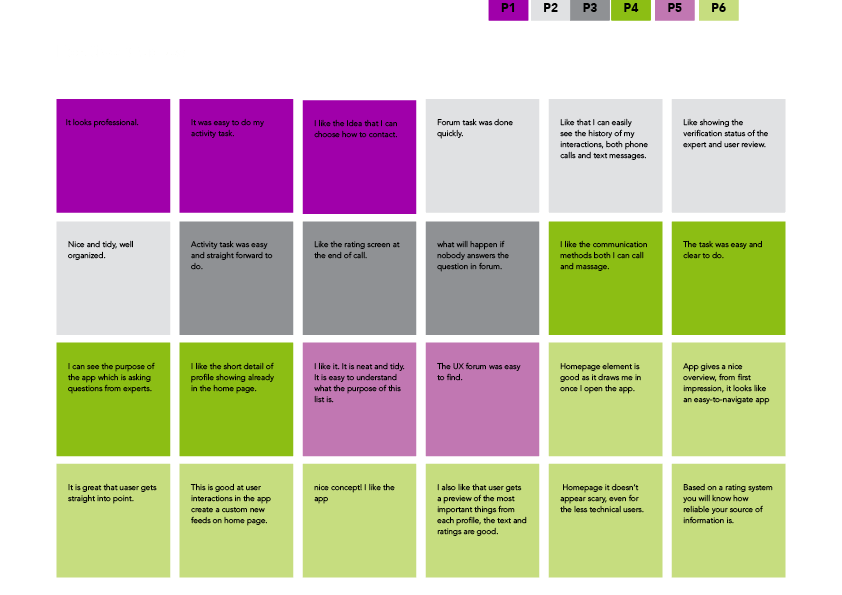 P1 P2 P3 P4 P5 P6
It looks professional.
It was easy to do my
activity task.
I like the Idea that I can
choose how to contact.
Forum task was done
quickly.
Like that I can easily
see the history of my
interactions, both phone
calls and text messages.
Like showing the
verification status of the
expert and user review.
Nice and tidy, well
organized.
Activity task was easy
and straight forward to
do.
Like the rating screen at
the end of call.
what will happen if
nobody answers the
question in forum.
I like the communication
methods both I can call
and massage.
The task was easy and
clear to do.
I can see the purpose of
the app which is asking
questions from experts.
I like the short detail of
profile showing already
in the home page.
I like it. It is neat and tidy.
It is easy to understand
what the purpose of this
list is.
The UX forum was easy
to find.
Homepage element is
good as it draws me in
once I open the app.
App gives a nice
overview, from first
impression, it looks like
an easy-to-navigate app
It is great that uaser gets
straight into point.
This is good at user
interactions in the app
create a custom new
feeds on home page.
nice concept! I like the
app
I also like that user gets
a preview of the most
important things from
each profile, the text and
ratings are good.
Homepage it doesn't
appear scary, even for
the less technical users.
Based on a rating system
you will know how
reliable your source of
information is.